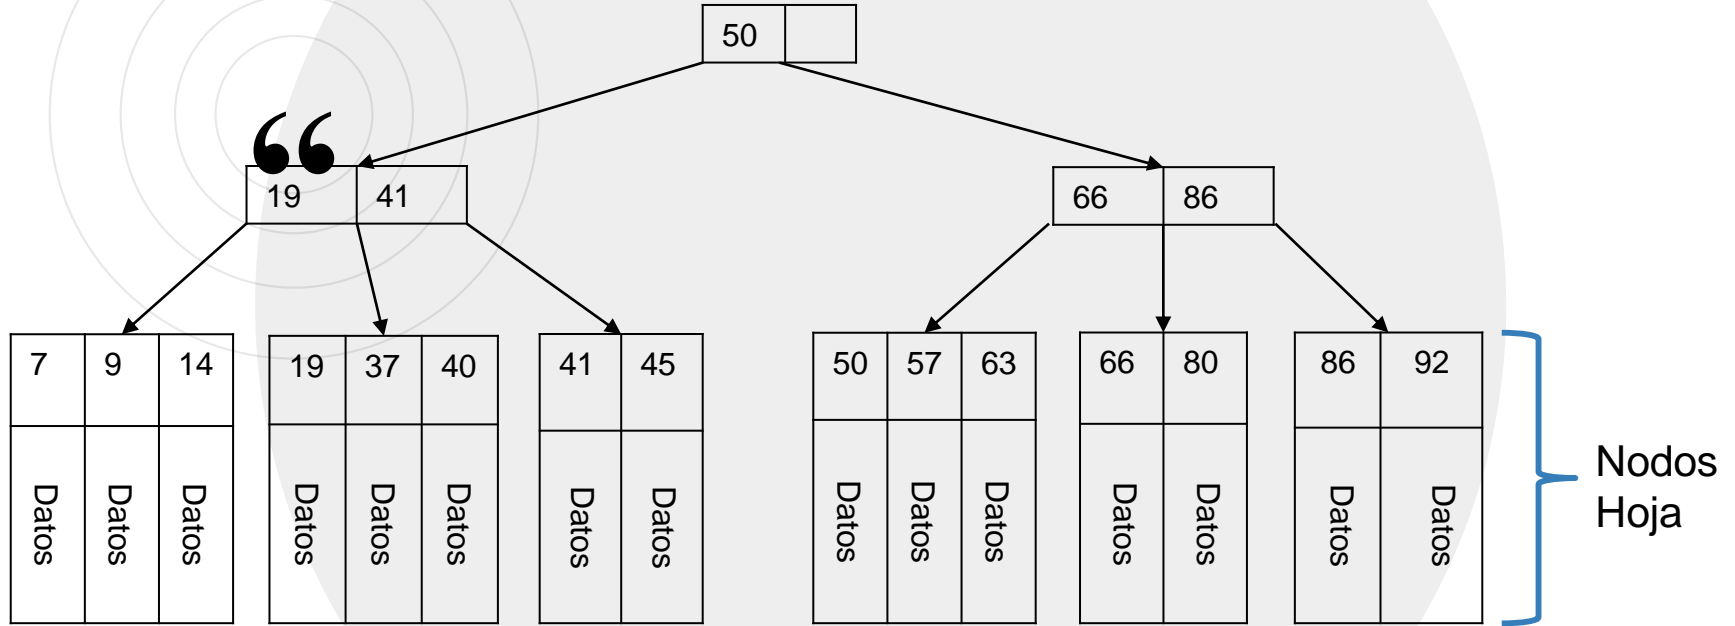 50
“
19 41
66 86
7 9 14
19 37 40
41 45
50 57 63
66 80
86 92
Datos Datos Datos
Datos Datos Datos
Datos Datos
Datos Datos Datos
Datos Datos
Datos Datos
Nodos
Hoja